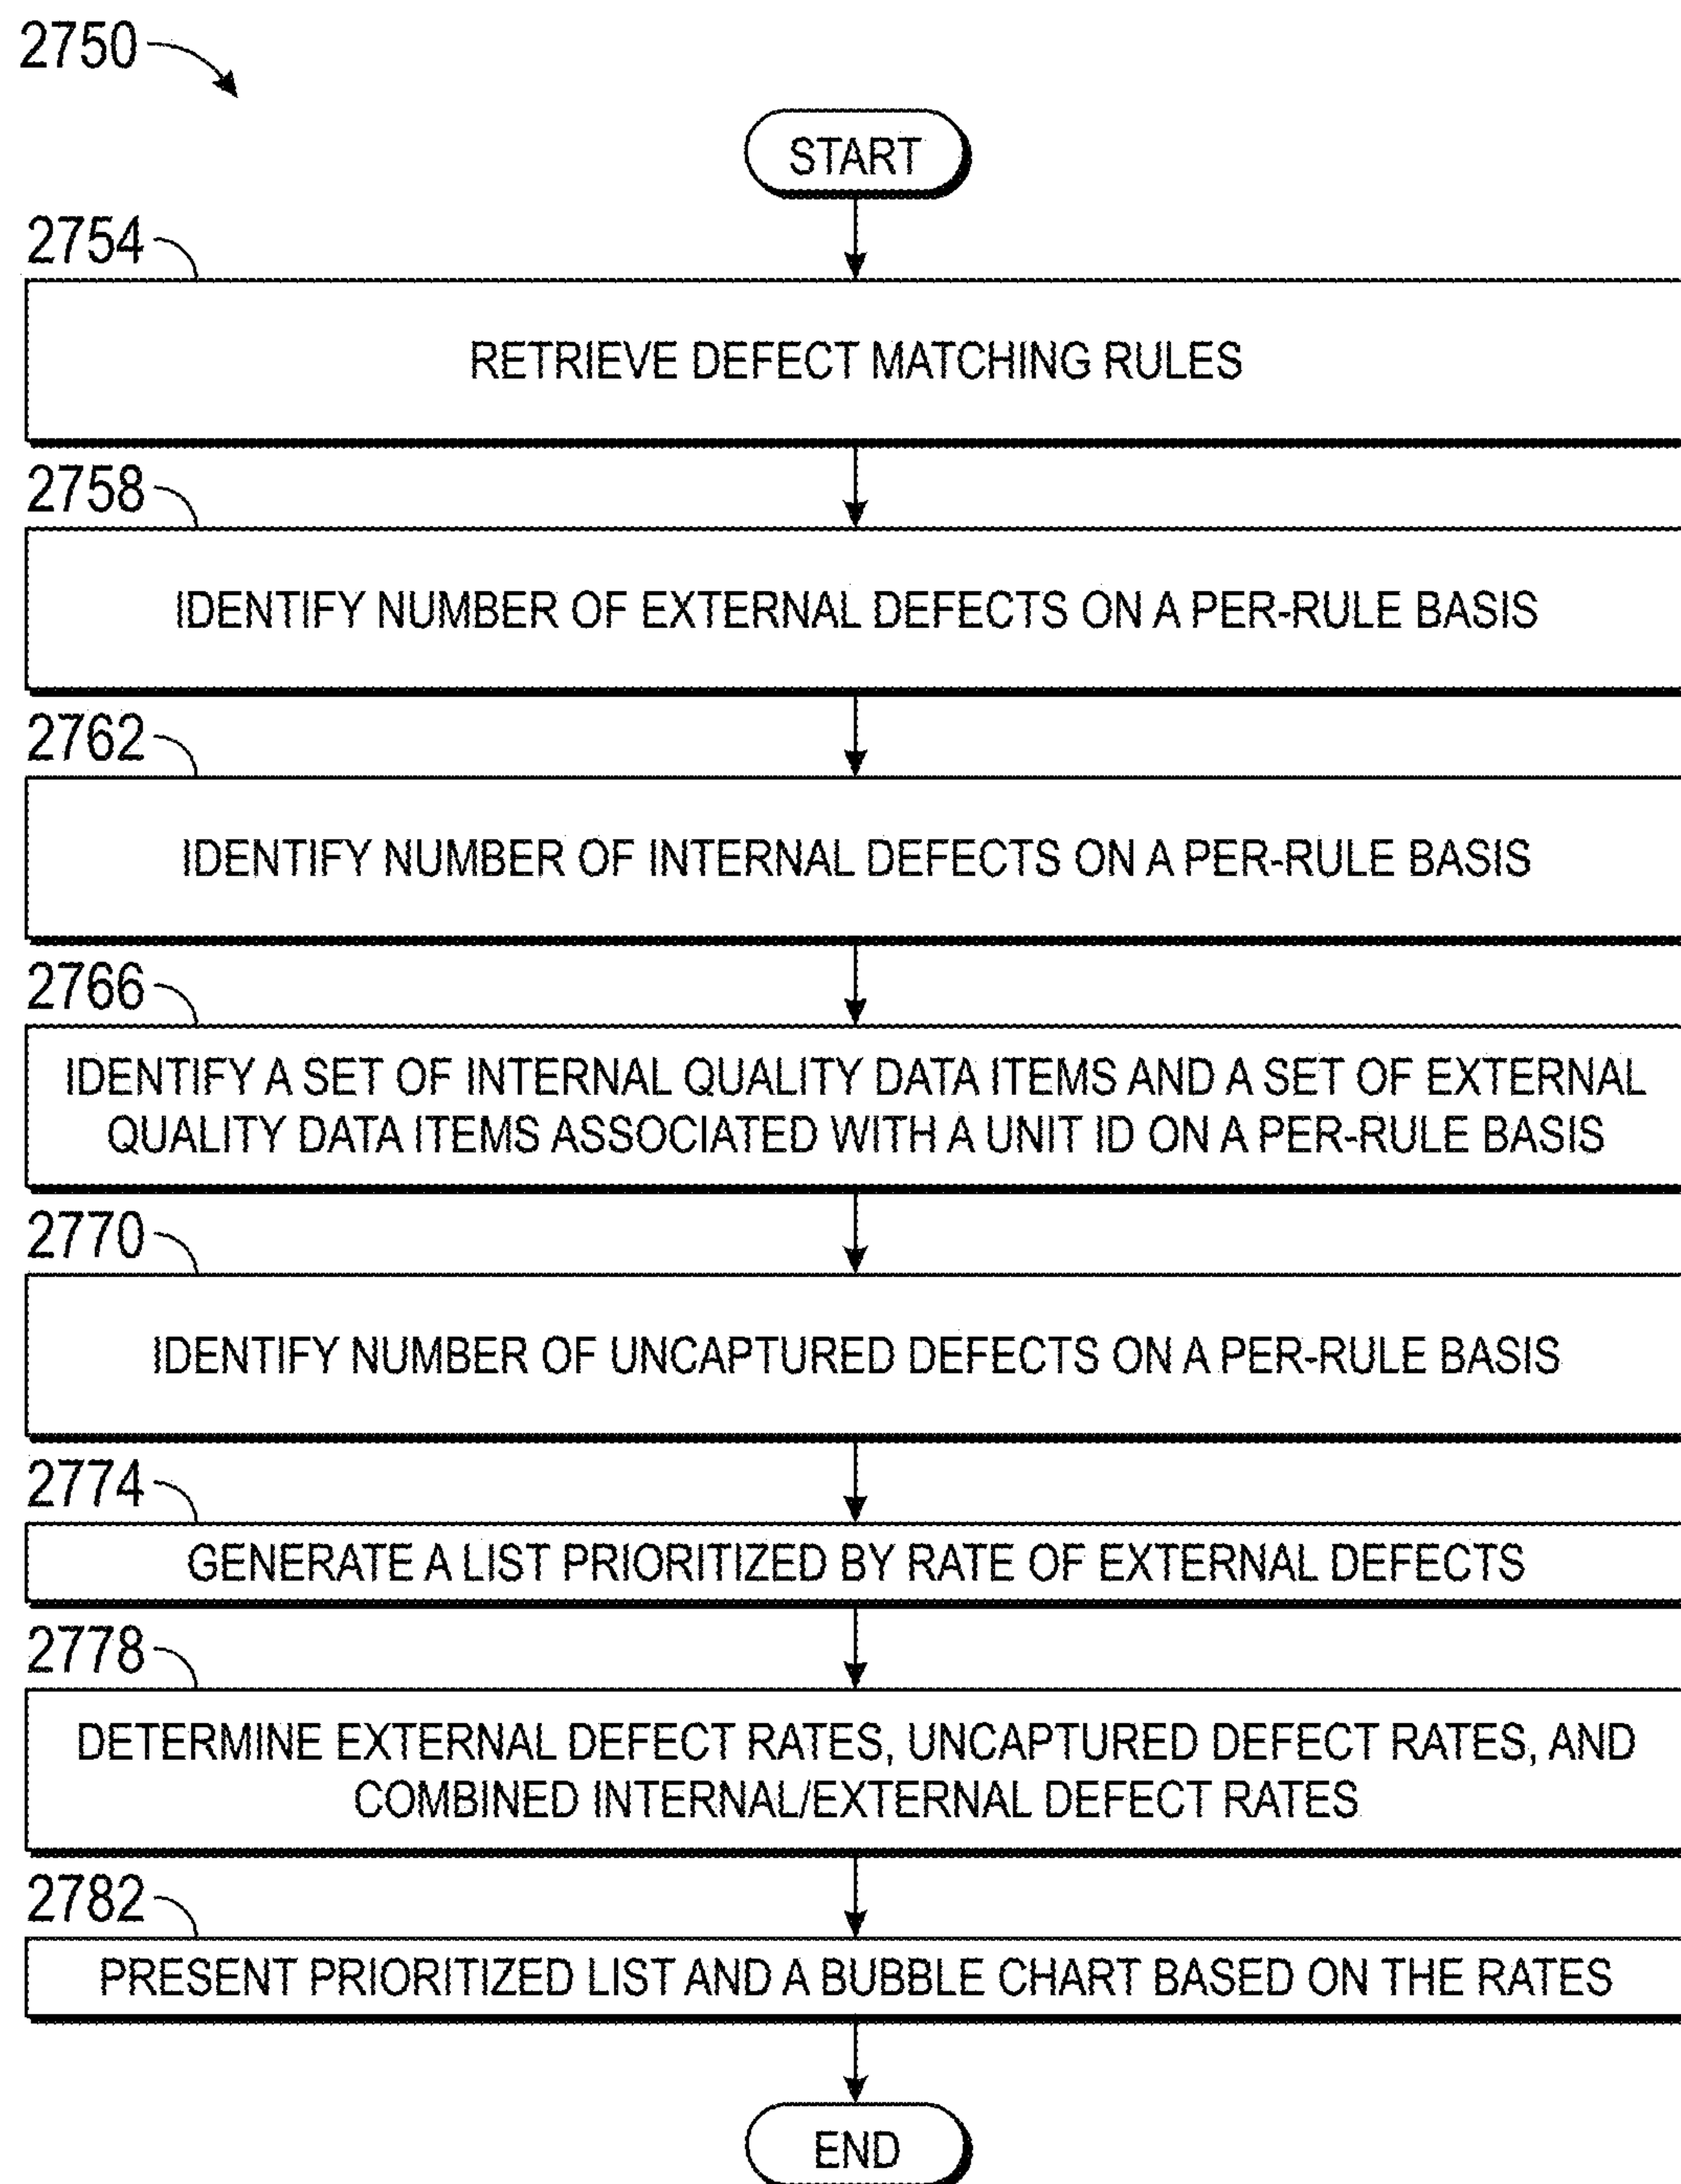 2750
START
2754
RETRIEVE DEFECT MATCHING RULES
2758
IDENTIFY NUMBER OF EXTERNAL DEFECTS ON A PER-RULE BASIS
2762
IDENTIFY NUMBER OF INTERNAL DEFECTS ON A PER-RULE BASIS
2766
IDENTIFY A SET OF INTERNAL QUALITY DATA ITEMS AND A SET OF EXTERNAL
QUALITY DATA ITEMS ASSOCIATED WITH A UNIT ID ON A PER-RULE BASIS
2770
IDENTIFY NUMBER OF UNCAPTURED DEFECTS ON A PER-RULE BASIS
2774
GENERATE A LIST PRIORITIZED BY RATE OF EXTERNAL DEFECTS
2778
DETERMINE EXTERNAL DEFECT RATES, UNCAPTURED DEFECT RATES, AND
COMBINED INTERNAL/EXTERNAL DEFECT RATES
2782
PRESENT PRIORITIZED LIST AND A BUBBLE CHART BASED ON THE RATES
END